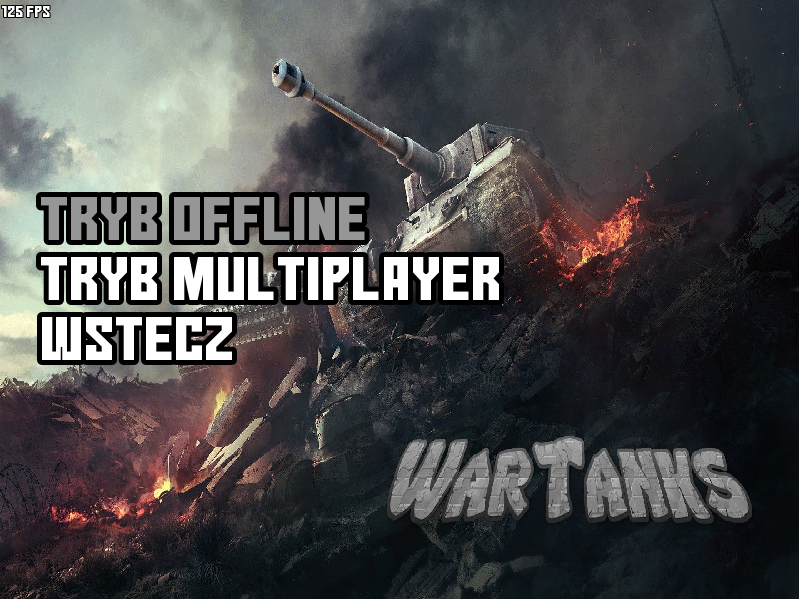 125 FPS
TRYB OFFLINE
TRYB MULTIPLAYER
WSTECZ
WARTANKS